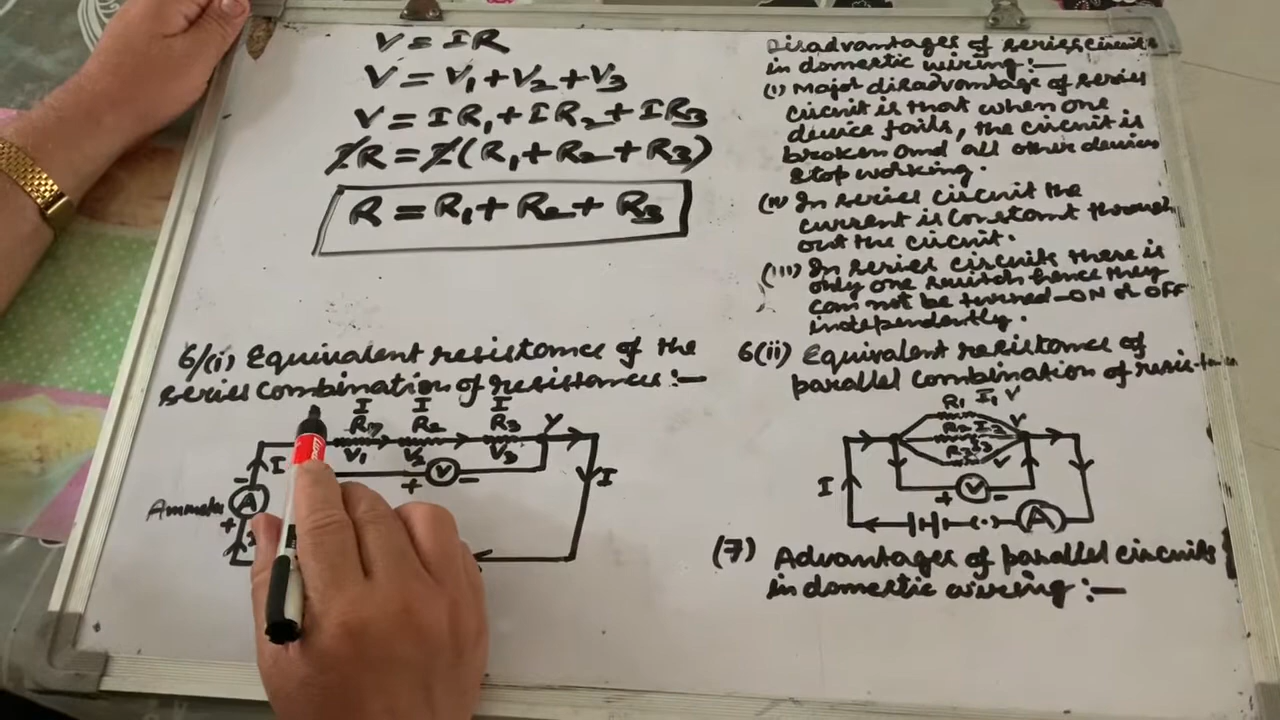 V = IR
V = V₁ + V₂ + V₃
V = IR₁ + IR₂ + IR₃
IR = I(R₁ + R₂ + R₃)
R = R₁ + R₂ + R₃
6/(i) Equivalent resistance of the
series combination of resistances :—
I I I
R₁ R₂ R₃ Y
V₁ V₂ V₃
I
+ V −
I
−
Ammeter A
+
Disadvantages of series circuits
in domestic wiring :—
(i) Major disadvantage of series
circuit is that when one
device fails, the circuit is
broken and all other devices
stop working.
(ii) In series circuit the
current is constant through
out the circuit.
(iii) In series circuits there is
only one switch hence they
can not be turned-ON or OFF
independently.
6(ii) Equivalent resistance of
parallel combination of resistances
R₁ I₁ V
R₂ I₂ V
R₃ I₃ V
I
+ V −
A
(7) Advantages of parallel circuits
in domestic wiring :—